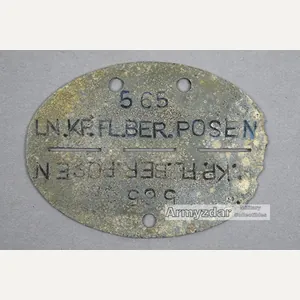 565
LN.KP.FL.BER.POSEN
.KP.FL.BER.POSEN
565
Armyzdar